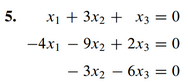 5. x₁ + 3x₂ + x₃ = 0
−4x₁ − 9x₂ + 2x₃ = 0
− 3x₂ − 6x₃ = 0